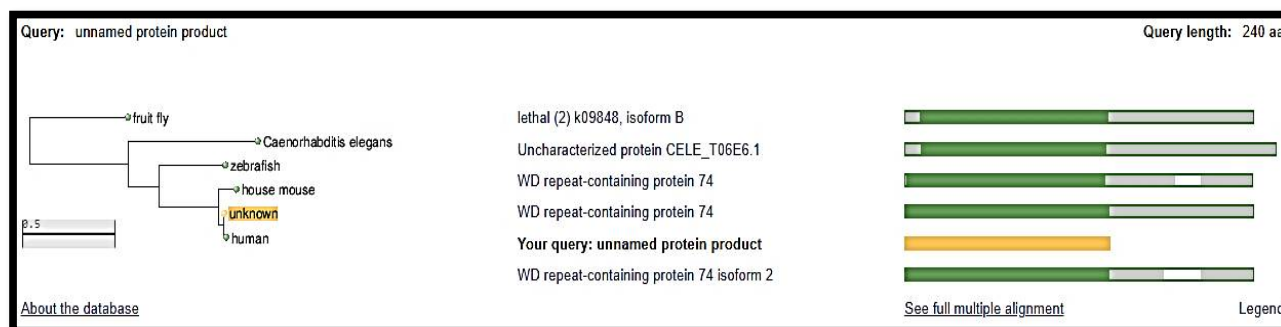 Query: unnamed protein product Query length: 240 aa
fruit fly lethal (2) k09848, isoform B
Caenorhabditis elegans Uncharacterized protein CELE_T06E6.1
zebrafish WD repeat-containing protein 74
house mouse WD repeat-containing protein 74
unknown Your query: unnamed protein product
human WD repeat-containing protein 74 isoform 2
0.5
About the database See full multiple alignment Legend